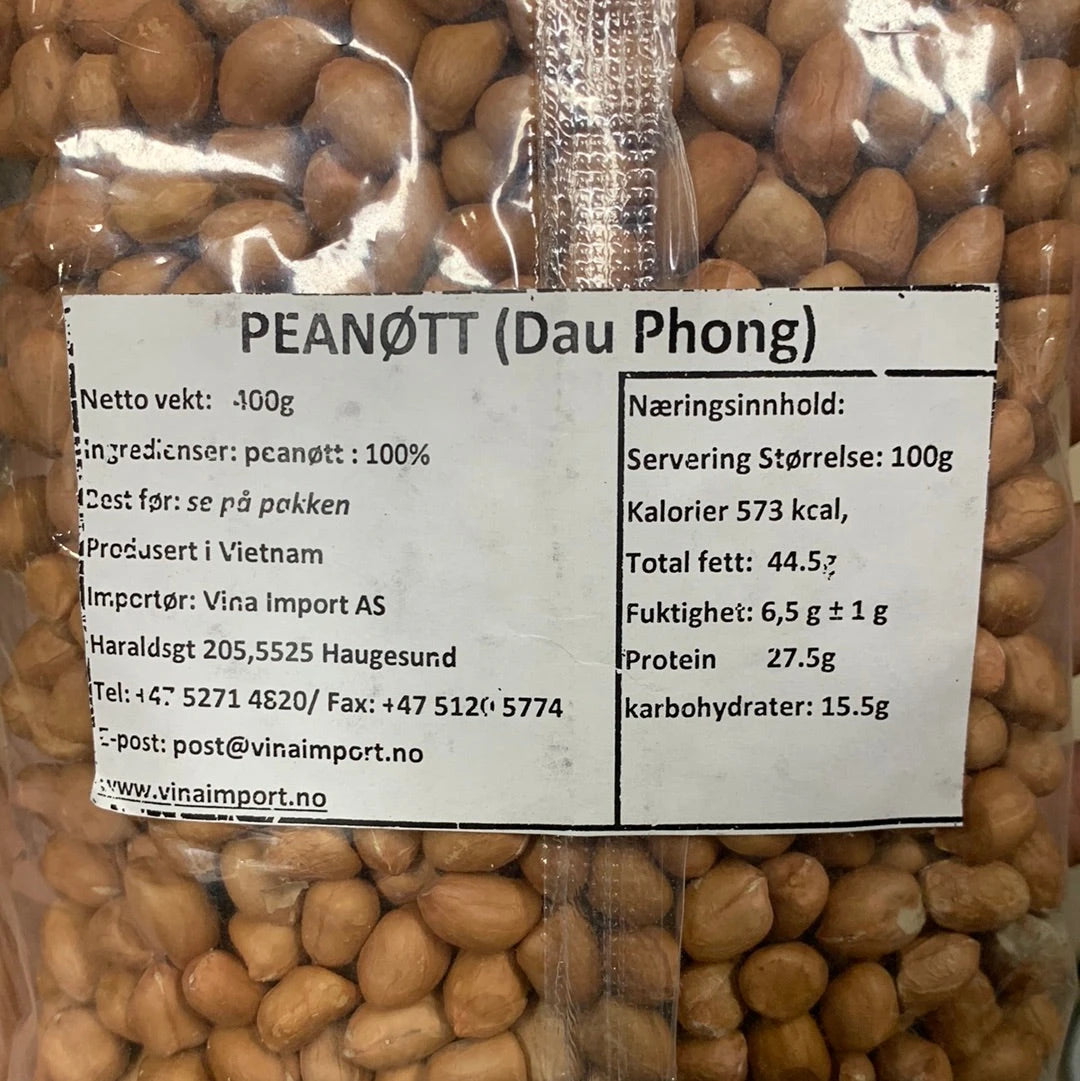 PEANØTT (Dau Phong)
Netto vekt: 400g
Ingredienser: peanøtt : 100%
Best før: se på pakken
Produsert i Vietnam
Importør: Vina Import AS
Haraldsgt 205,5525 Haugesund
Tel: +47 5271 4820/ Fax: +47 5120 5774
E-post: post@vinaimport.no
www.vinaimport.no
Næringsinnhold:
Servering Størrelse: 100g
Kalorier 573 kcal,
Total fett: 44.5g
Fuktighet: 6,5 g ± 1 g
Protein 27.5g
karbohydrater: 15.5g